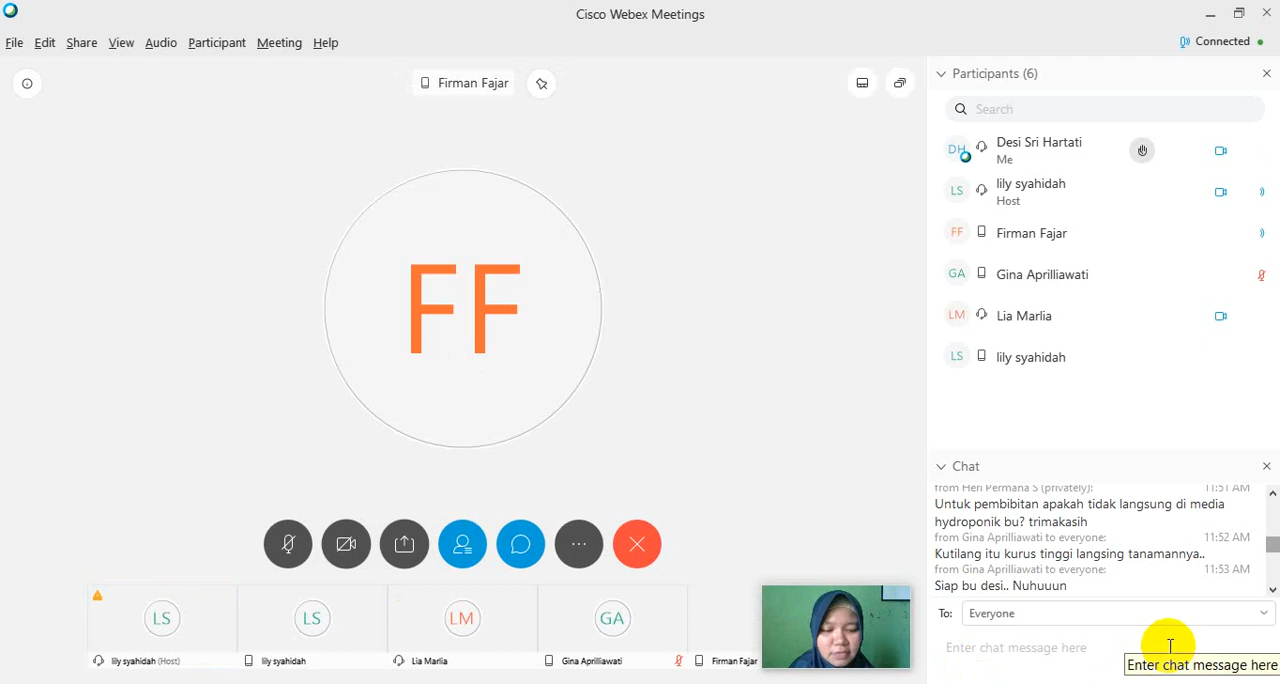 Cisco Webex Meetings
File Edit Share View Audio Participant Meeting Help
Connected
Firman Fajar
Participants (6)
Search
DH
Desi Sri Hartati
Me
LS
lily syahidah
Host
FF
Firman Fajar
GA
Gina Aprilliawati
LM
Lia Marlia
LS
lily syahidah
FF
Chat
from Heri Permana S (privately): 11:51 AM
Untuk pembibitan apakah tidak langsung di media
hydroponik bu? trimakasih
from Gina Aprilliawati to everyone: 11:52 AM
Kutilang itu kurus tinggi langsing tanamannya..
from Gina Aprilliawati to everyone: 11:53 AM
Siap bu desi.. Nuhuuun
To: Everyone
Enter chat message here
Enter chat message here
LS
lily syahidah (Host)
LS
lily syahidah
LM
Lia Marlia
GA
Gina Aprilliawati
Firman Fajar